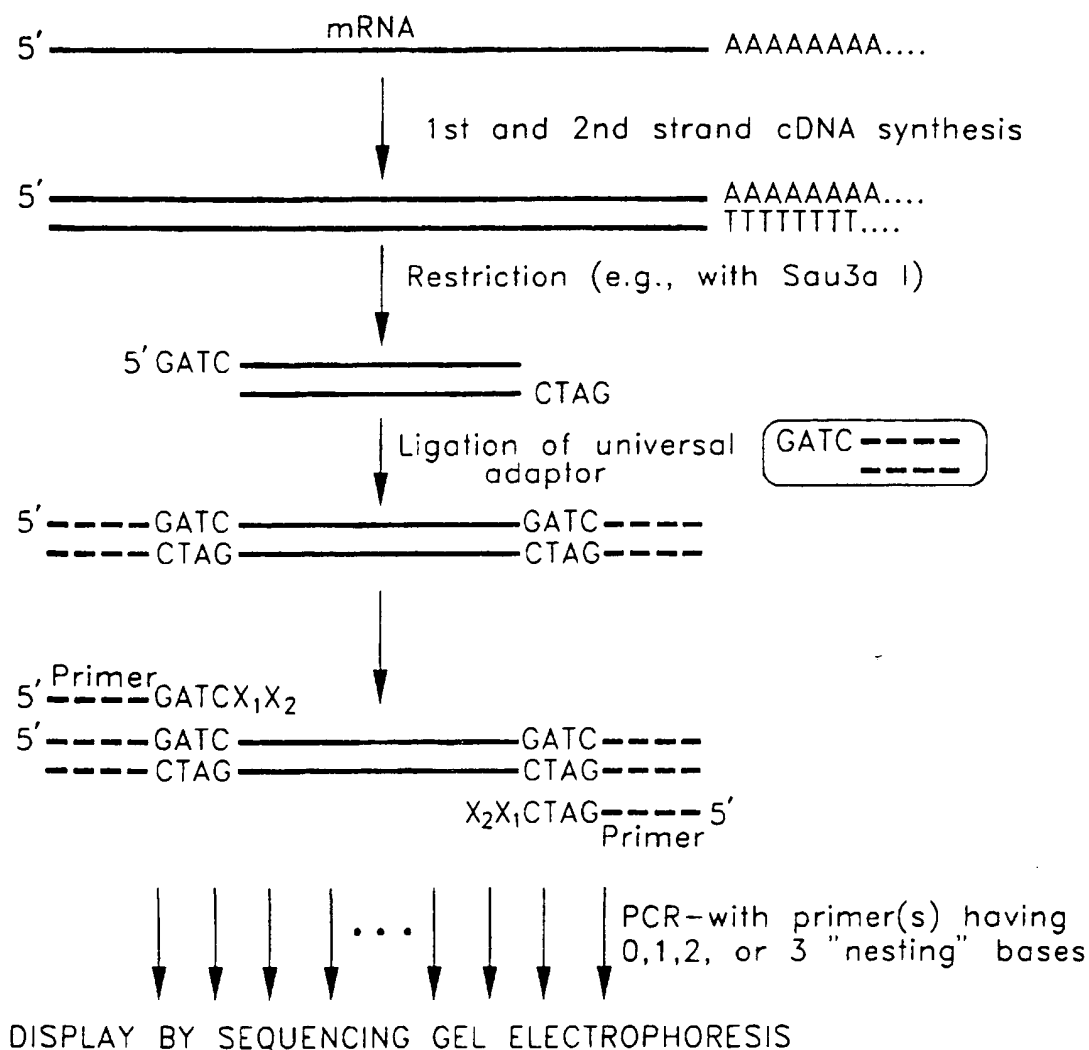 mRNA
5' AAAAAAAA....
1st and 2nd strand cDNA synthesis
5' AAAAAAAA....
TTTTTTTT....
Restriction (e.g., with Sau3a I)
5' GATC
CTAG
Ligation of universal
adaptor
GATC
5' GATC GATC
CTAG CTAG
Primer
5' GATCX₁X₂
5' GATC GATC
CTAG CTAG
X₂X₁CTAG 5'
Primer
PCR-with primer(s) having
0,1,2, or 3 "nesting" bases
...
DISPLAY BY SEQUENCING GEL ELECTROPHORESIS